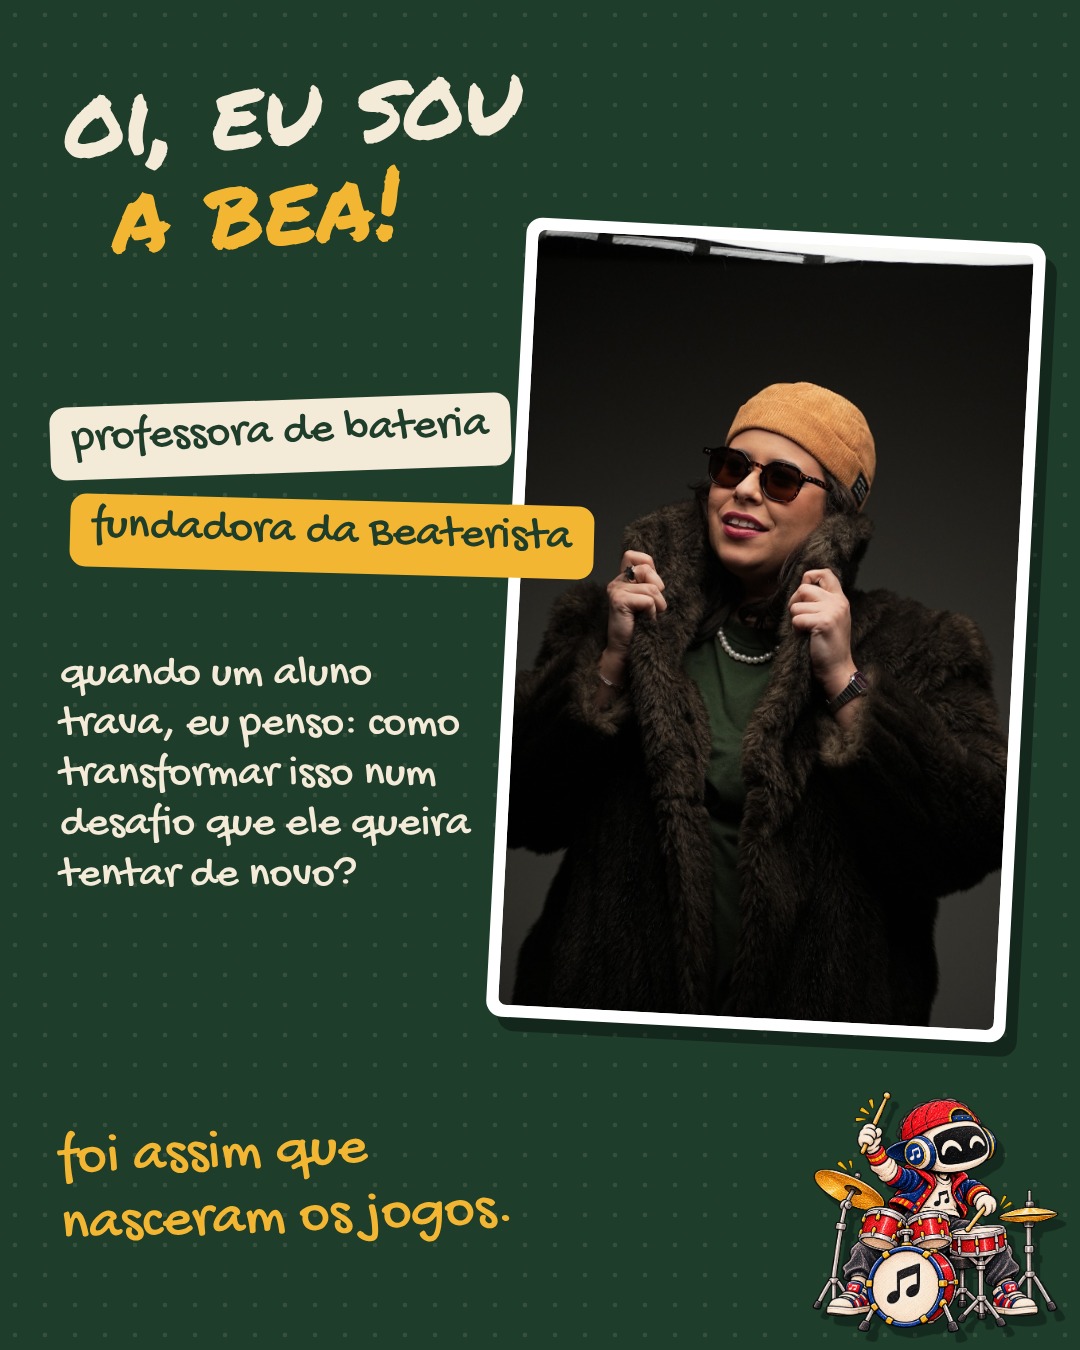 OI, EU SOU
A BEA!
professora de bateria
fundadora da Beaterista
quando um aluno
trava, eu penso: como
transformar isso num
desafio que ele queira
tentar de novo?
foi assim que
nasceram os jogos.